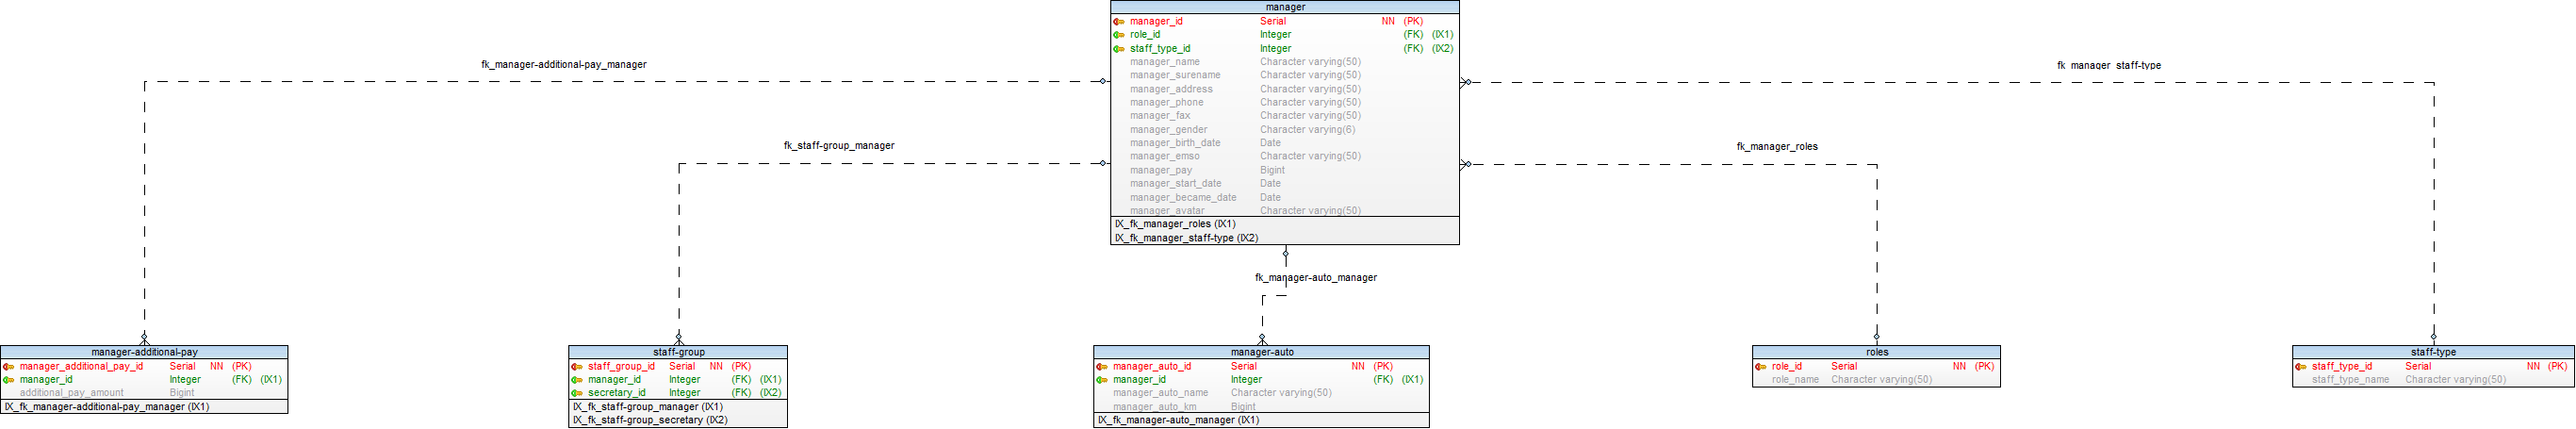 manager
manager_id Serial NN (PK)
role_id Integer (FK) (IX1)
staff_type_id Integer (FK) (IX2)
manager_name Character varying(50)
manager_surename Character varying(50)
manager_address Character varying(50)
manager_phone Character varying(50)
manager_fax Character varying(50)
manager_gender Character varying(6)
manager_birth_date Date
manager_emso Character varying(50)
manager_pay Bigint
manager_start_date Date
manager_became_date Date
manager_avatar Character varying(50)
IX_fk_manager_roles (IX1)
IX_fk_manager_staff-type (IX2)
fk_manager-additional-pay_manager
fk_manager_staff-type
fk_staff-group_manager
fk_manager_roles
fk_manager-auto_manager
manager-additional-pay
manager_additional_pay_id Serial NN (PK)
manager_id Integer (FK) (IX1)
additional_pay_amount Bigint
IX_fk_manager-additional-pay_manager (IX1)
staff-group
staff_group_id Serial NN (PK)
manager_id Integer (FK) (IX1)
secretary_id Integer (FK) (IX2)
IX_fk_staff-group_manager (IX1)
IX_fk_staff-group_secretary (IX2)
manager-auto
manager_auto_id Serial NN (PK)
manager_id Integer (FK) (IX1)
manager_auto_name Character varying(50)
manager_auto_km Bigint
IX_fk_manager-auto_manager (IX1)
roles
role_id Serial NN (PK)
role_name Character varying(50)
staff-type
staff_type_id Serial NN (PK)
staff_type_name Character varying(50)